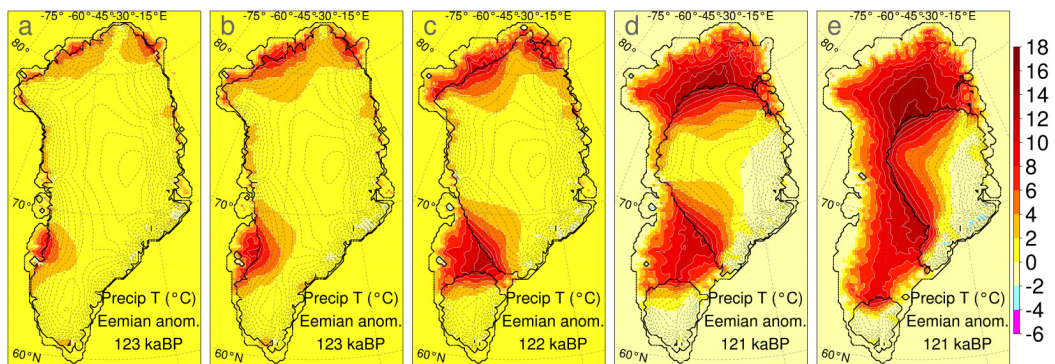 a
-75° -60° -45° -30° -15°
80°
70°
60°N
Precip T (°C)
Eemian anom.
123 kaBP
b
-75° -60° -45° -30° -15°
80°
70°
60°N
Precip T (°C)
Eemian anom.
123 kaBP
c
-75° -60° -45° -30° -15°
80°
70°
60°N
Precip T (°C)
Eemian anom.
122 kaBP
d
-75° -60° -45° -30° -15°
80°
70°
60°N
Precip T (°C)
Eemian anom.
121 kaBP
e
-75° -60° -45° -30° -15°
80°
70°
60°N
Precip T (°C)
Eemian anom.
121 kaBP
18
16
14
12
10
8
6
4
2
0
-2
-4
-6